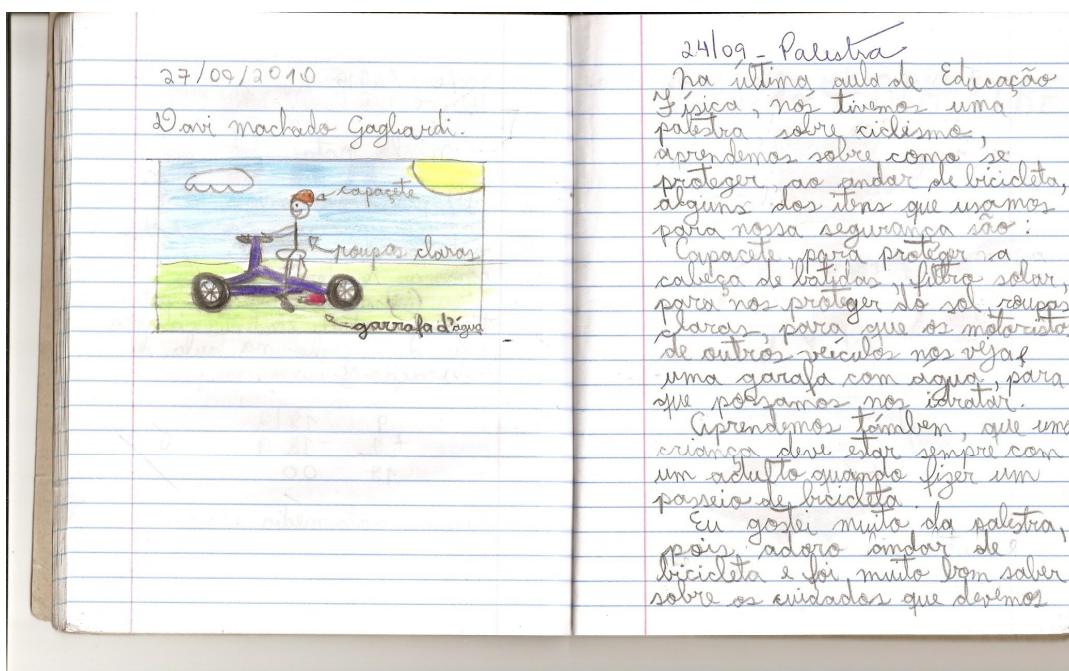 27/09/2010
Davi machado Gagliardi.
capaçete
roupas claras
garrafa d'água
24/09 - Palestra
Na última aula de Educação
Física, nós tivemos uma
palestra sobre ciclismo,
aprendemos sobre como se
proteger, ao andar de bicicleta,
alguns dos itens que usamos
para nossa segurança são:
Capacete, para proteger a
cabeça de batidas, filtro solar,
para nos proteger do sol roupas
claras, para que os motorista
de outros veículos nos veja e
uma garafa com água, para
que possamos nos idratar.
Aprendemos támbem, que uma
criança deve estar sempre com
um adulto quando fizer um
passeio de bicicleta.
Eu gostei muito da palestra,
pois, adoro andar de
bicicleta e foi muito bom saber
sobre os cuidados que devemos